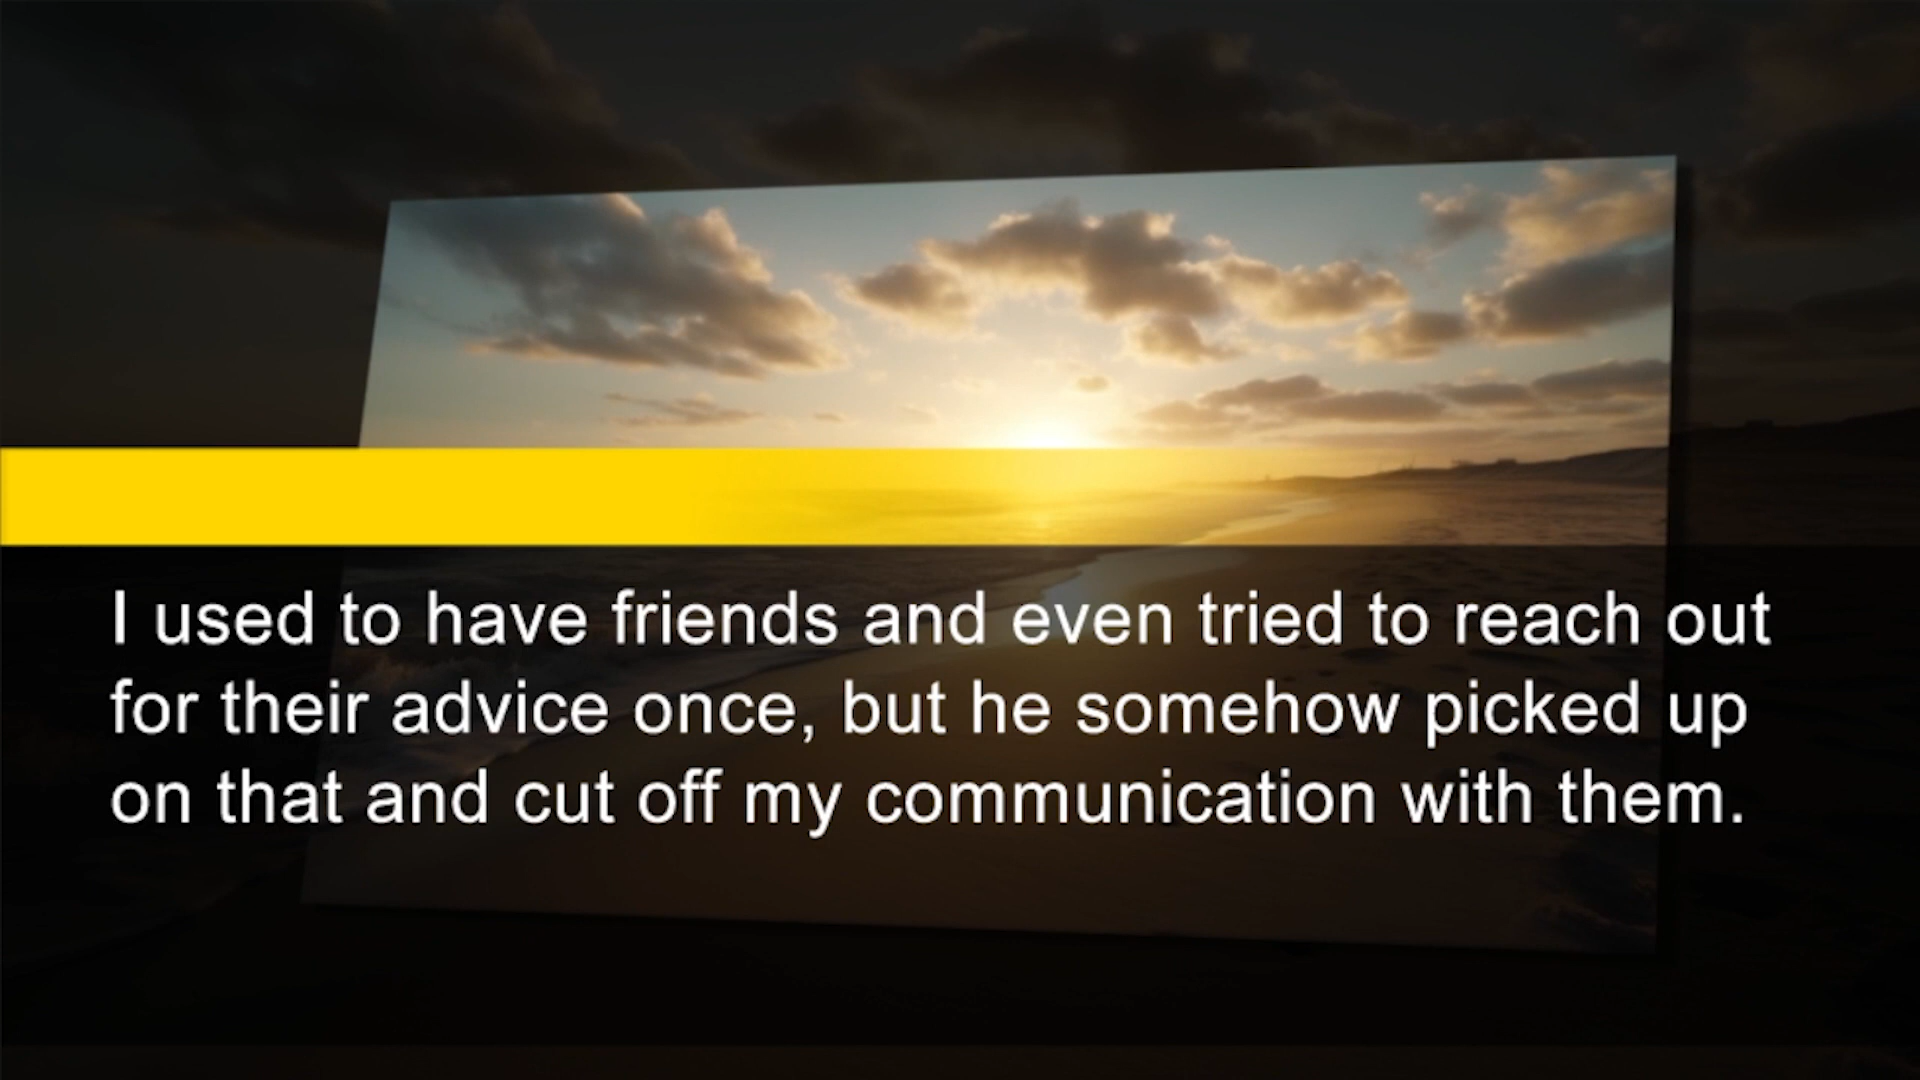 I used to have friends and even tried to reach out
for their advice once, but he somehow picked up
on that and cut off my communication with them.